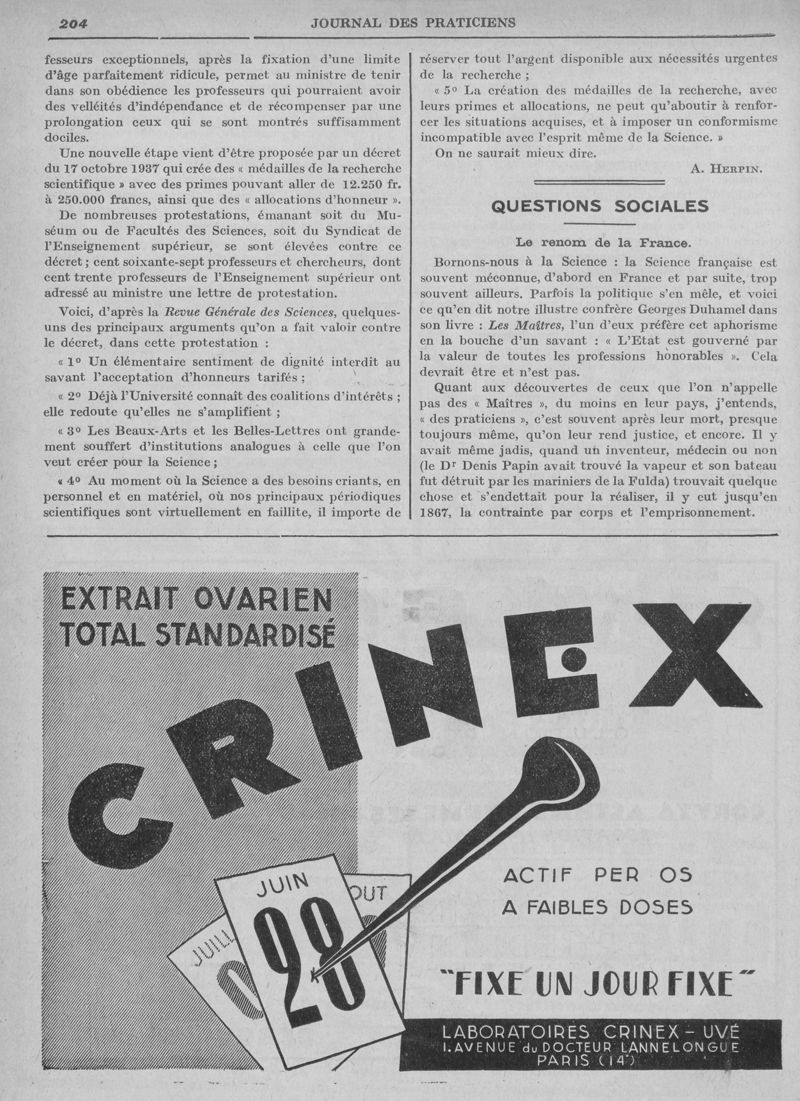 204
JOURNAL DES PRATICIENS
fesseurs exceptionnels, après la fixation d'une limite
d'âge parfaitement ridicule, permet au ministre de tenir
dans son obédience les professeurs qui pourraient avoir
des velléités d'indépendance et de récompenser par une
prolongation ceux qui se sont montrés suffisamment
dociles.
Une nouvelle étape vient d'être proposée par un décret
du 17 octobre 1937 qui crée des « médailles de la recherche
scientifique » avec des primes pouvant aller de 12.250 fr.
à 250.000 francs, ainsi que des « allocations d'honneur ».
De nombreuses protestations, émanant soit du Mu-
séum ou de Facultés des Sciences, soit du Syndicat de
l'Enseignement supérieur, se sont élevées contre ce
décret ; cent soixante-sept professeurs et chercheurs, dont
cent trente professeurs de l'Enseignement supérieur ont
adressé au ministre une lettre de protestation.
Voici, d'après la Revue Générale des Sciences, quelques-
uns des principaux arguments qu'on a fait valoir contre
le décret, dans cette protestation :
« 1° Un élémentaire sentiment de dignité interdit au
savant l'acceptation d'honneurs tarifés ;
« 2° Déjà l'Université connaît des coalitions d'intérêts ;
elle redoute qu'elles ne s'amplifient ;
« 3° Les Beaux-Arts et les Belles-Lettres ont grande-
ment souffert d'institutions analogues à celle que l'on
veut créer pour la Science ;
« 4° Au moment où la Science a des besoins criants, en
personnel et en matériel, où nos principaux périodiques
scientifiques sont virtuellement en faillite, il importe de
réserver tout l'argent disponible aux nécessités urgentes
de la recherche ;
« 5° La création des médailles de la recherche, avec
leurs primes et allocations, ne peut qu'aboutir à renfor-
cer les situations acquises, et à imposer un conformisme
incompatible avec l'esprit même de la Science. »
On ne saurait mieux dire.
A. HERPIN.
QUESTIONS SOCIALES
Le renom de la France.
Bornons-nous à la Science : la Science française est
souvent méconnue, d'abord en France et par suite, trop
souvent ailleurs. Parfois la politique s'en mêle, et voici
ce qu'en dit notre illustre confrère Georges Duhamel dans
son livre : Les Maîtres, l'un d'eux préfère cet aphorisme
en la bouche d'un savant : « L'Etat est gouverné par
la valeur de toutes les professions honorables ». Cela
devrait être et n'est pas.
Quant aux découvertes de ceux que l'on n'appelle
pas des « Maîtres », du moins en leur pays, j'entends,
« des praticiens », c'est souvent après leur mort, presque
toujours même, qu'on leur rend justice, et encore. Il y
avait même jadis, quand un inventeur, médecin ou non
(le Dr Denis Papin avait trouvé la vapeur et son bateau
fut détruit par les mariniers de la Fulda) trouvait quelque
chose et s'endettait pour la réaliser, il y eut jusqu'en
1867, la contrainte par corps et l'emprisonnement.
EXTRAIT OVARIEN
TOTAL STANDARDISÉ
CRINEX
JUILL
JUIN
OUT
28
0
ACTIF PER OS
A FAIBLES DOSES
"FIXE UN JOUR FIXE"
LABORATOIRES CRINEX - UVÉ
1. AVENUE du DOCTEUR LANNELONGUE
PARIS (14e)